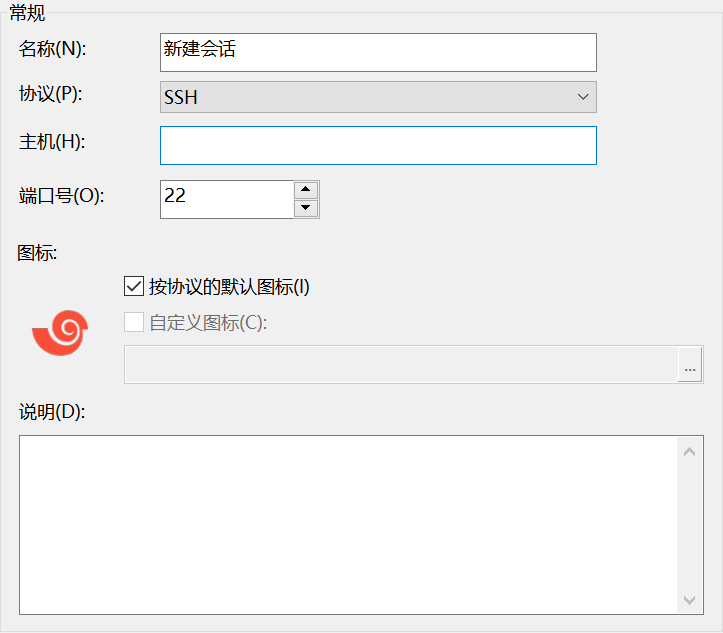 常规
名称(N):
新建会话
协议(P):
SSH
主机(H):
端口号(O):
22
图标:
按协议的默认图标(I)
自定义图标(C):
...
说明(D):